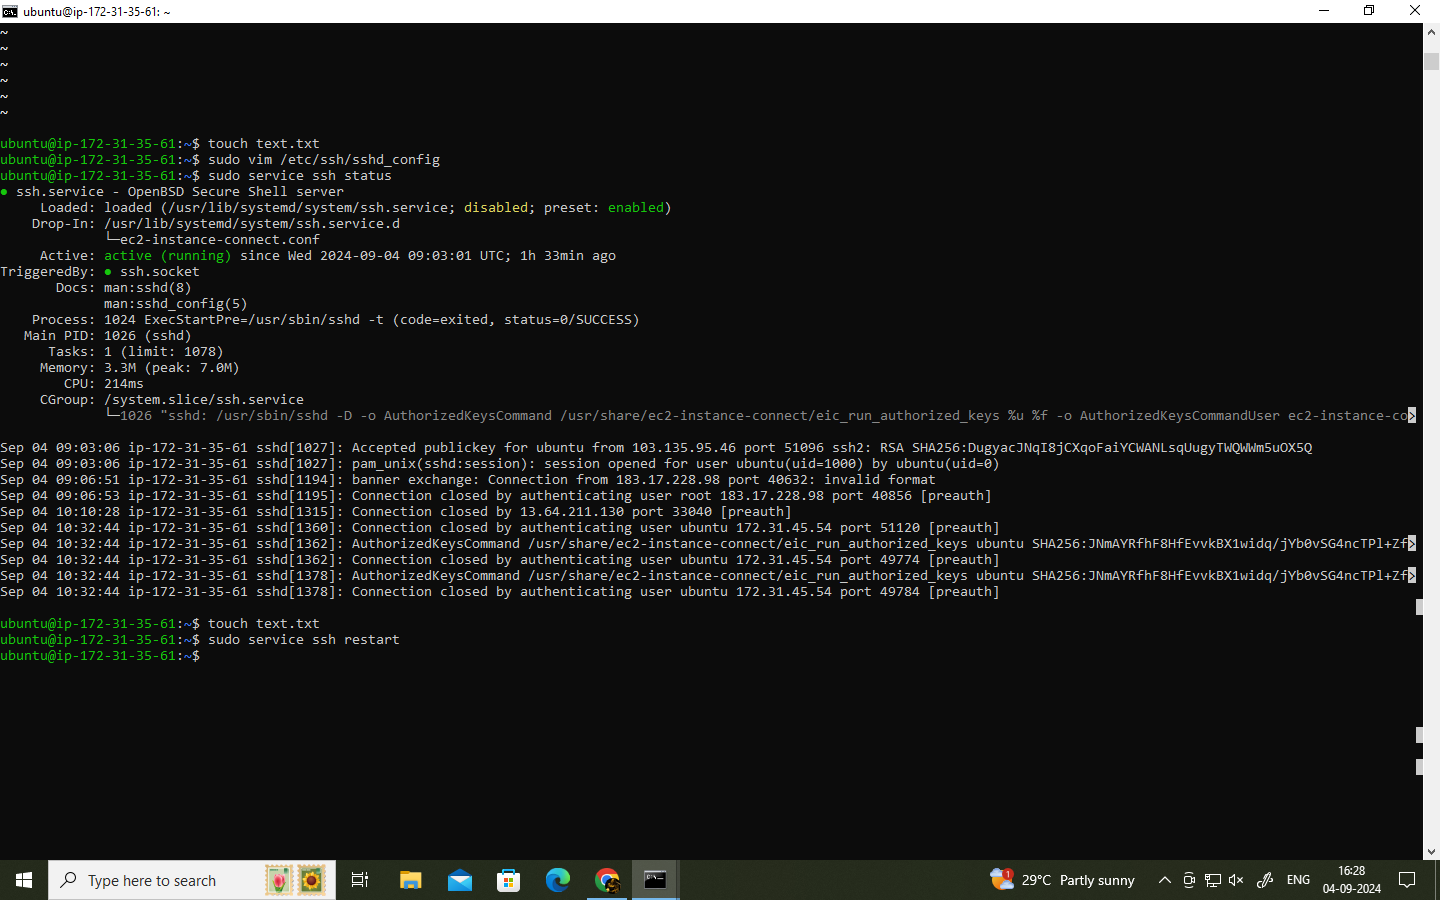 ubuntu@ip-172-31-35-61: ~
~
~
~
~
~
~
ubuntu@ip-172-31-35-61:~$ touch text.txt
ubuntu@ip-172-31-35-61:~$ sudo vim /etc/ssh/sshd_config
ubuntu@ip-172-31-35-61:~$ sudo service ssh status
● ssh.service - OpenBSD Secure Shell server
Loaded: loaded (/usr/lib/systemd/system/ssh.service; disabled; preset: enabled)
Drop-In: /usr/lib/systemd/system/ssh.service.d
└─ec2-instance-connect.conf
Active: active (running) since Wed 2024-09-04 09:03:01 UTC; 1h 33min ago
TriggeredBy: ● ssh.socket
Docs: man:sshd(8)
man:sshd_config(5)
Process: 1024 ExecStartPre=/usr/sbin/sshd -t (code=exited, status=0/SUCCESS)
Main PID: 1026 (sshd)
Tasks: 1 (limit: 1078)
Memory: 3.3M (peak: 7.0M)
CPU: 214ms
CGroup: /system.slice/ssh.service
└─1026 "sshd: /usr/sbin/sshd -D -o AuthorizedKeysCommand /usr/share/ec2-instance-connect/eic_run_authorized_keys %u %f -o AuthorizedKeysCommandUser ec2-instance-co>
Sep 04 09:03:06 ip-172-31-35-61 sshd[1027]: Accepted publickey for ubuntu from 103.135.95.46 port 51096 ssh2: RSA SHA256:DugyacJNqI8jCXqoFaiYCWANLsqUugyTWQWWm5uOX5Q
Sep 04 09:03:06 ip-172-31-35-61 sshd[1027]: pam_unix(sshd:session): session opened for user ubuntu(uid=1000) by ubuntu(uid=0)
Sep 04 09:06:51 ip-172-31-35-61 sshd[1194]: banner exchange: Connection from 183.17.228.98 port 40632: invalid format
Sep 04 09:06:53 ip-172-31-35-61 sshd[1195]: Connection closed by authenticating user root 183.17.228.98 port 40856 [preauth]
Sep 04 10:10:28 ip-172-31-35-61 sshd[1315]: Connection closed by 13.64.211.130 port 33040 [preauth]
Sep 04 10:32:44 ip-172-31-35-61 sshd[1360]: Connection closed by authenticating user ubuntu 172.31.45.54 port 51120 [preauth]
Sep 04 10:32:44 ip-172-31-35-61 sshd[1362]: AuthorizedKeysCommand /usr/share/ec2-instance-connect/eic_run_authorized_keys ubuntu SHA256:JNmAYRfhF8HfEvvkBX1widq/jYb0vSG4ncTPl+Zf>
Sep 04 10:32:44 ip-172-31-35-61 sshd[1362]: Connection closed by authenticating user ubuntu 172.31.45.54 port 49774 [preauth]
Sep 04 10:32:44 ip-172-31-35-61 sshd[1378]: AuthorizedKeysCommand /usr/share/ec2-instance-connect/eic_run_authorized_keys ubuntu SHA256:JNmAYRfhF8HfEvvkBX1widq/jYb0vSG4ncTPl+Zf>
Sep 04 10:32:44 ip-172-31-35-61 sshd[1378]: Connection closed by authenticating user ubuntu 172.31.45.54 port 49784 [preauth]
ubuntu@ip-172-31-35-61:~$ touch text.txt
ubuntu@ip-172-31-35-61:~$ sudo service ssh restart
ubuntu@ip-172-31-35-61:~$
Type here to search
1
29°C Partly sunny
ENG
16:28
04-09-2024